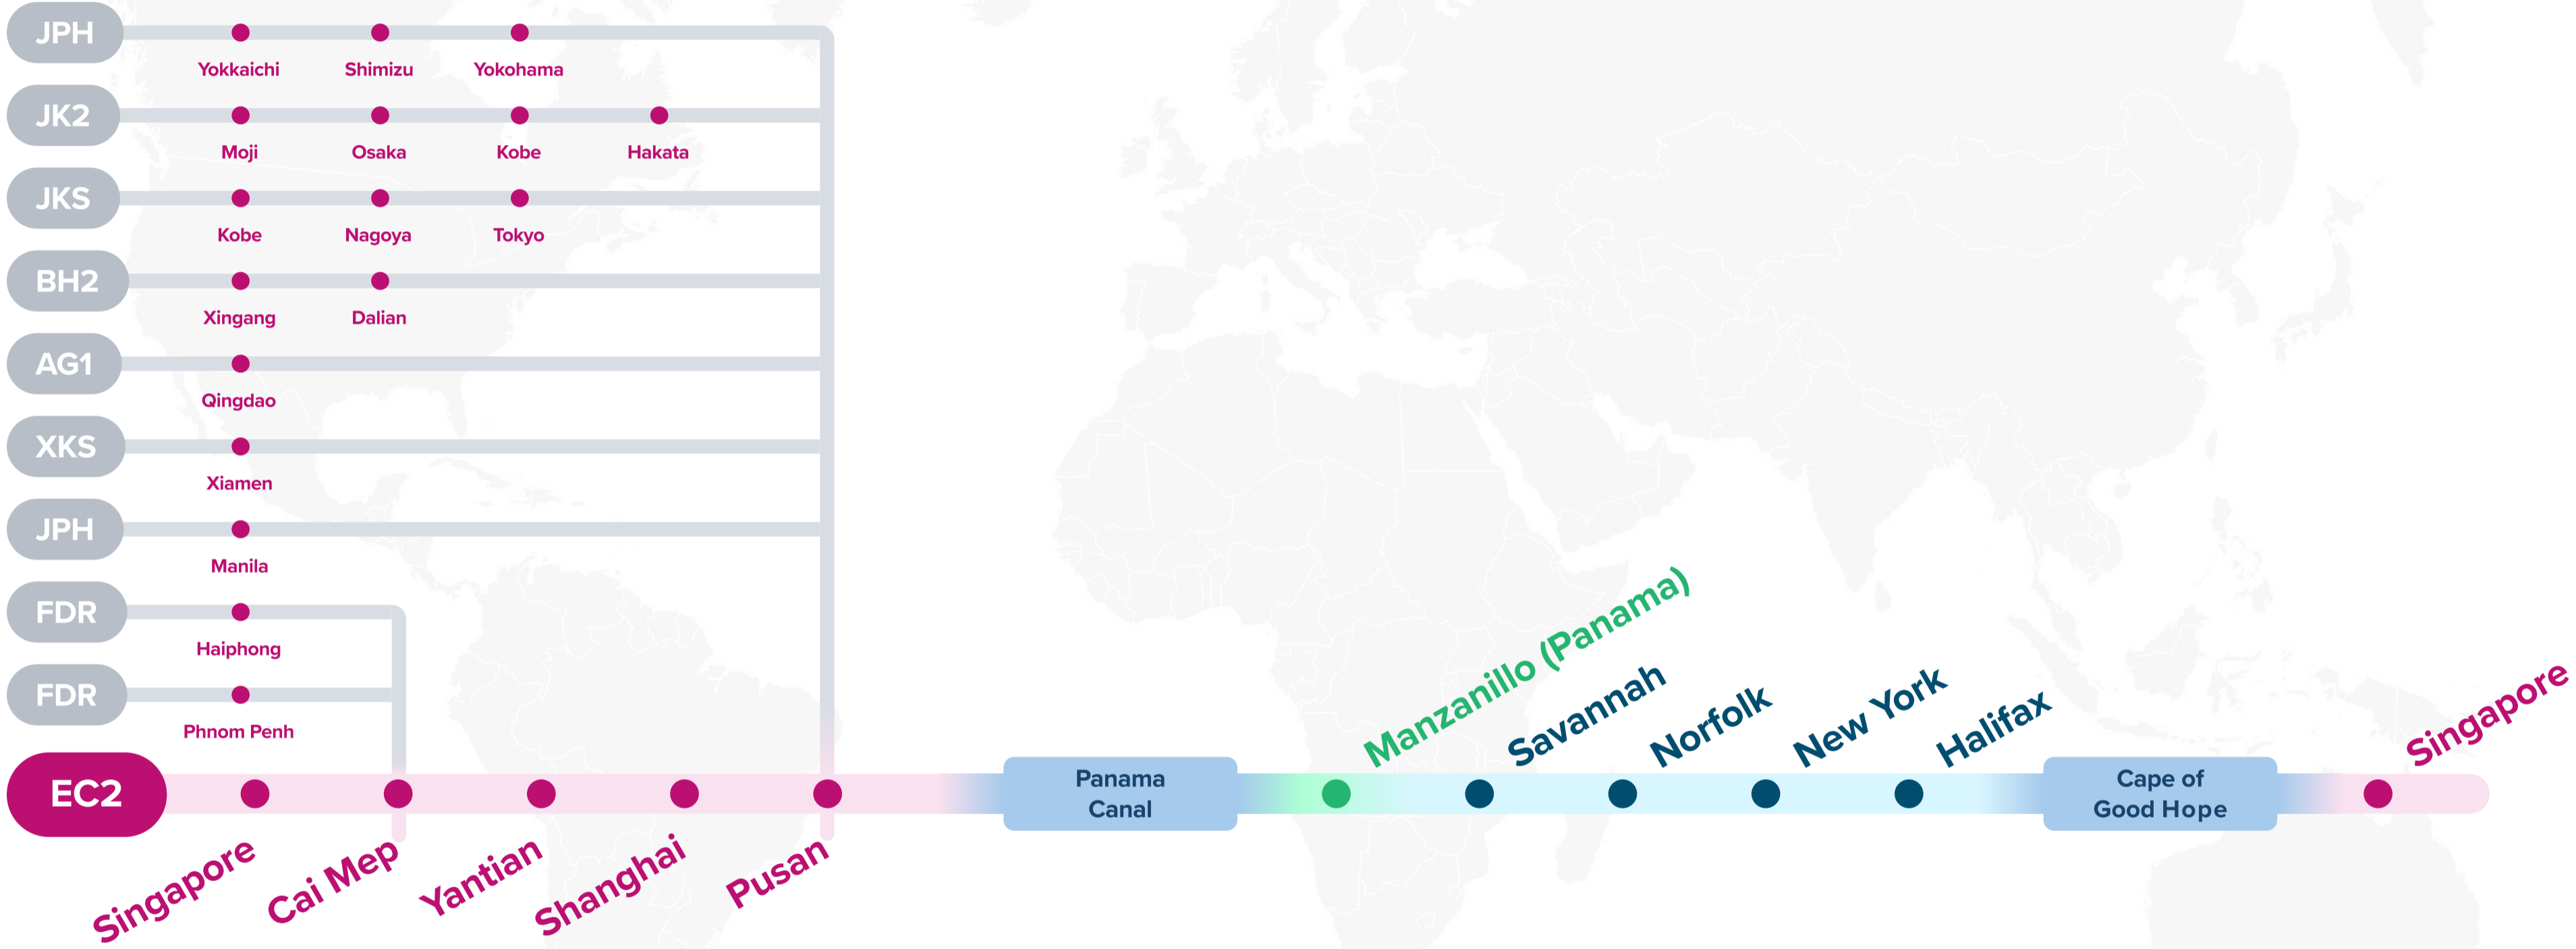 JPH
Yokkaichi
Shimizu
Yokohama
JK2
Moji
Osaka
Kobe
Hakata
JKS
Kobe
Nagoya
Tokyo
BH2
Xingang
Dalian
AG1
Qingdao
XKS
Xiamen
JPH
Manila
FDR
Haiphong
FDR
Phnom Penh
EC2
Singapore
Cai Mep
Yantian
Shanghai
Pusan
Panama
Canal
Manzanillo (Panama)
Savannah
Norfolk
New York
Halifax
Cape of
Good Hope
Singapore